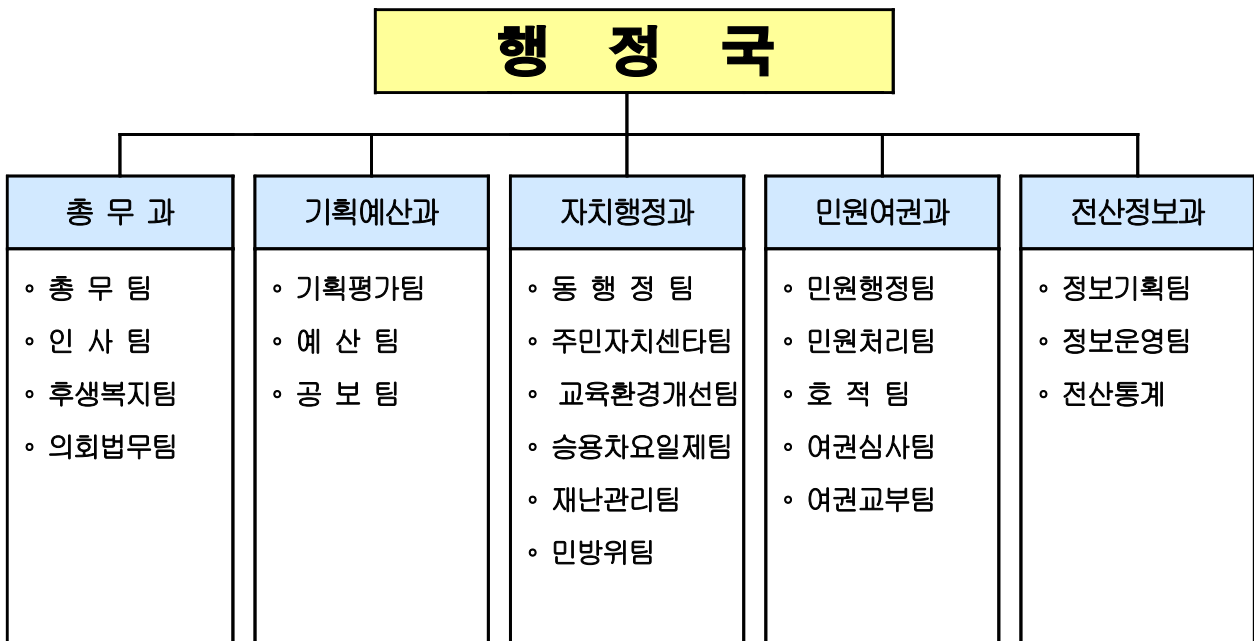 행 정 국
총 무 과
◦ 총 무 팀
◦ 인 사 팀
◦ 후생복지팀
◦ 의회법무팀
기획예산과
◦ 기획평가팀
◦ 예 산 팀
◦ 공 보 팀
자치행정과
◦ 동 행 정 팀
◦ 주민자치센타팀
◦ 교육환경개선팀
◦ 승용차요일제팀
◦ 재난관리팀
◦ 민방위팀
민원여권과
◦ 민원행정팀
◦ 민원처리팀
◦ 호 적 팀
◦ 여권심사팀
◦ 여권교부팀
전산정보과
◦ 정보기획팀
◦ 정보운영팀
◦ 전산통계